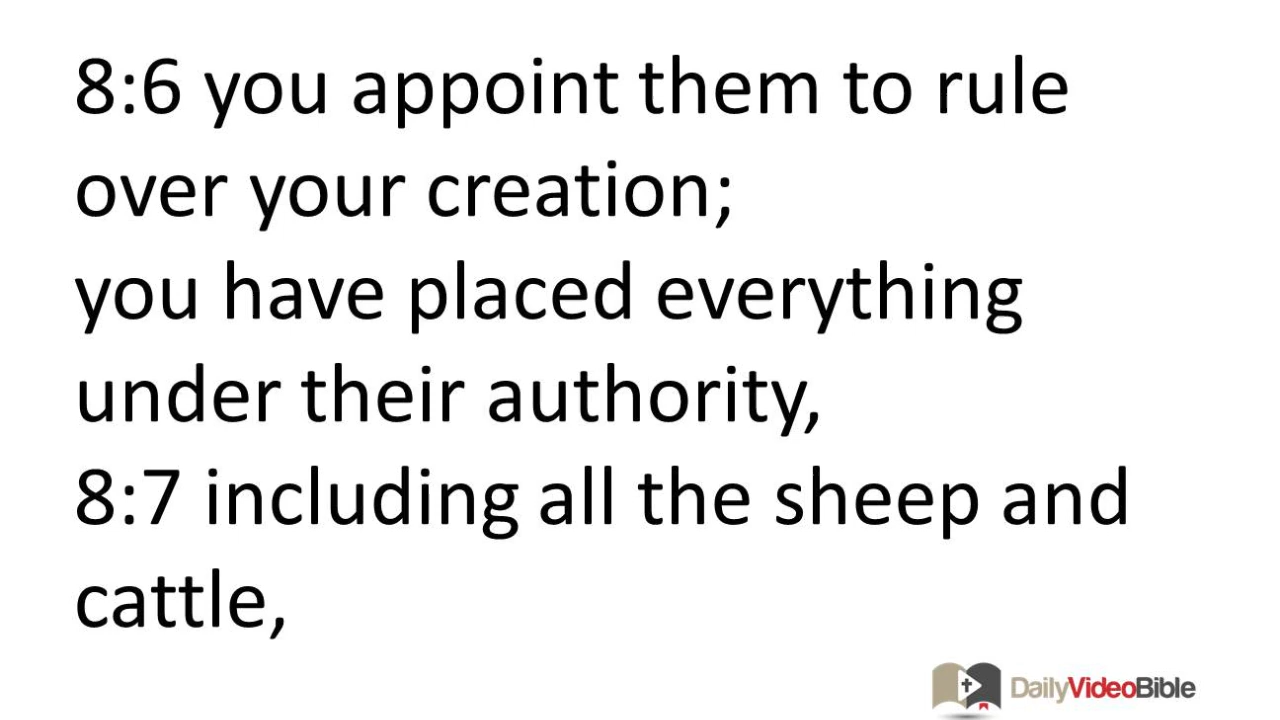 8:6 you appoint them to rule
over your creation;
you have placed everything
under their authority,
8:7 including all the sheep and
cattle,
DailyVideoBible